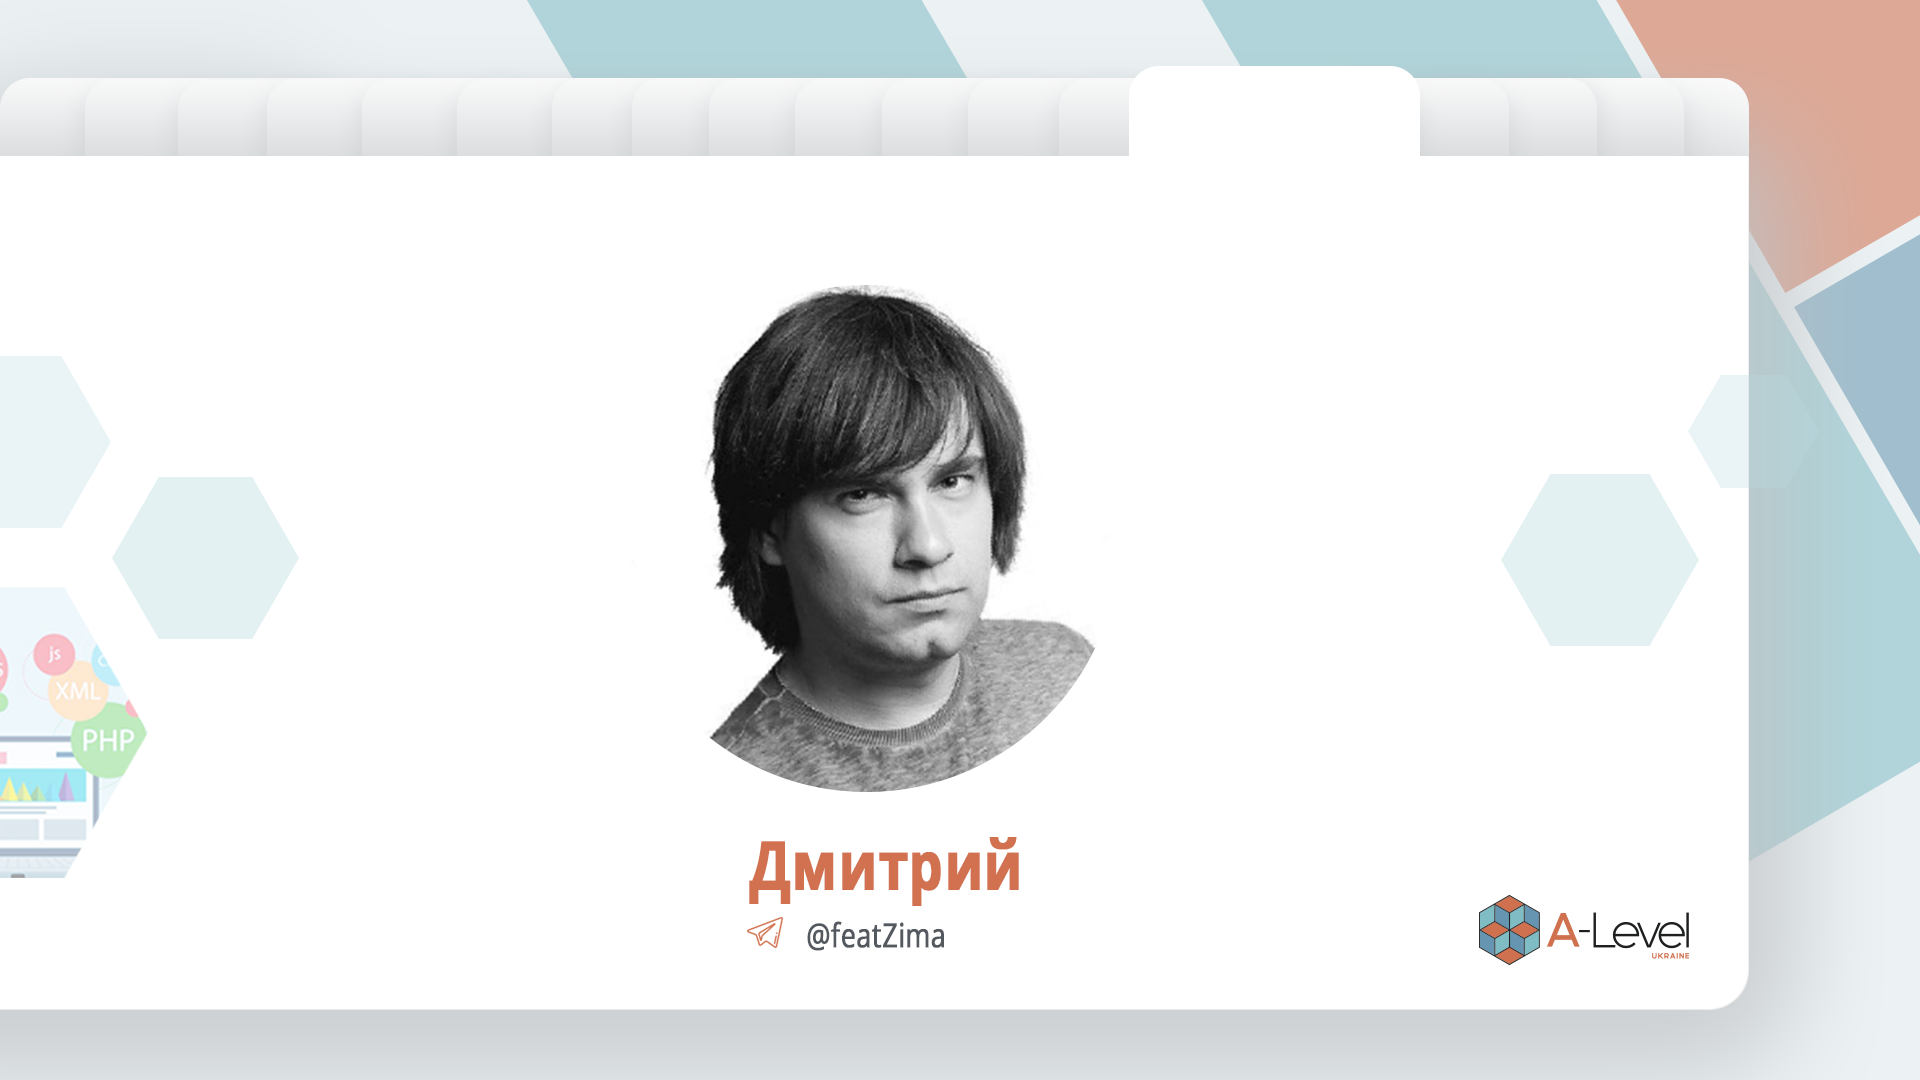 js
XML
PHP
Дмитрий
@featZima
A-Level
UKRAINE